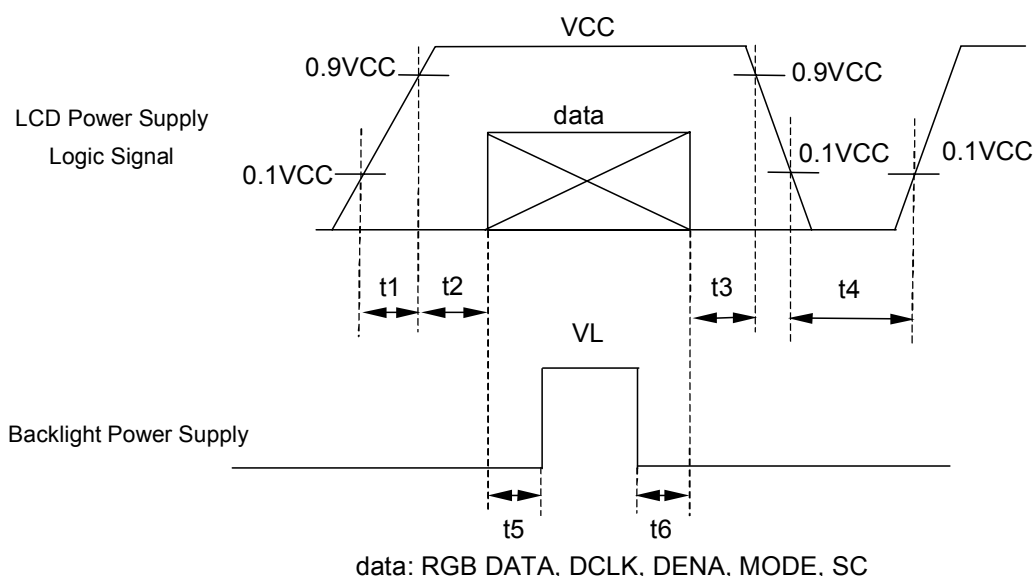 VCC
0.9VCC
0.9VCC
LCD Power Supply
Logic Signal
data
0.1VCC
0.1VCC
0.1VCC
t1
t2
t3
t4
VL
Backlight Power Supply
t5
t6
data: RGB DATA, DCLK, DENA, MODE, SC